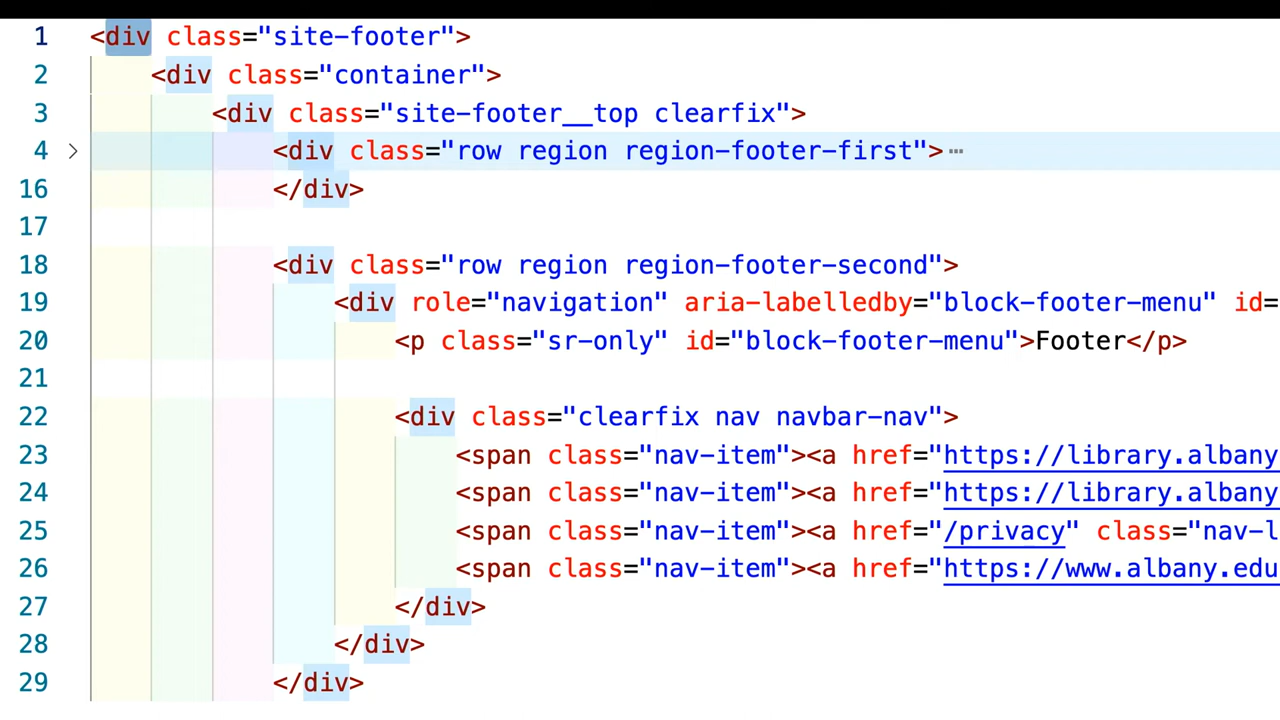 1 <div class="site-footer">
2 <div class="container">
3 <div class="site-footer__top clearfix">
4 > <div class="row region region-footer-first"> ⋯
16 </div>
17
18 <div class="row region region-footer-second">
19 <div role="navigation" aria-labelledby="block-footer-menu" id=
20 <p class="sr-only" id="block-footer-menu">Footer</p>
21
22 <div class="clearfix nav navbar-nav">
23 <span class="nav-item"><a href="https://library.albany
24 <span class="nav-item"><a href="https://library.albany
25 <span class="nav-item"><a href="/privacy" class="nav-l
26 <span class="nav-item"><a href="https://www.albany.edu
27 </div>
28 </div>
29 </div>